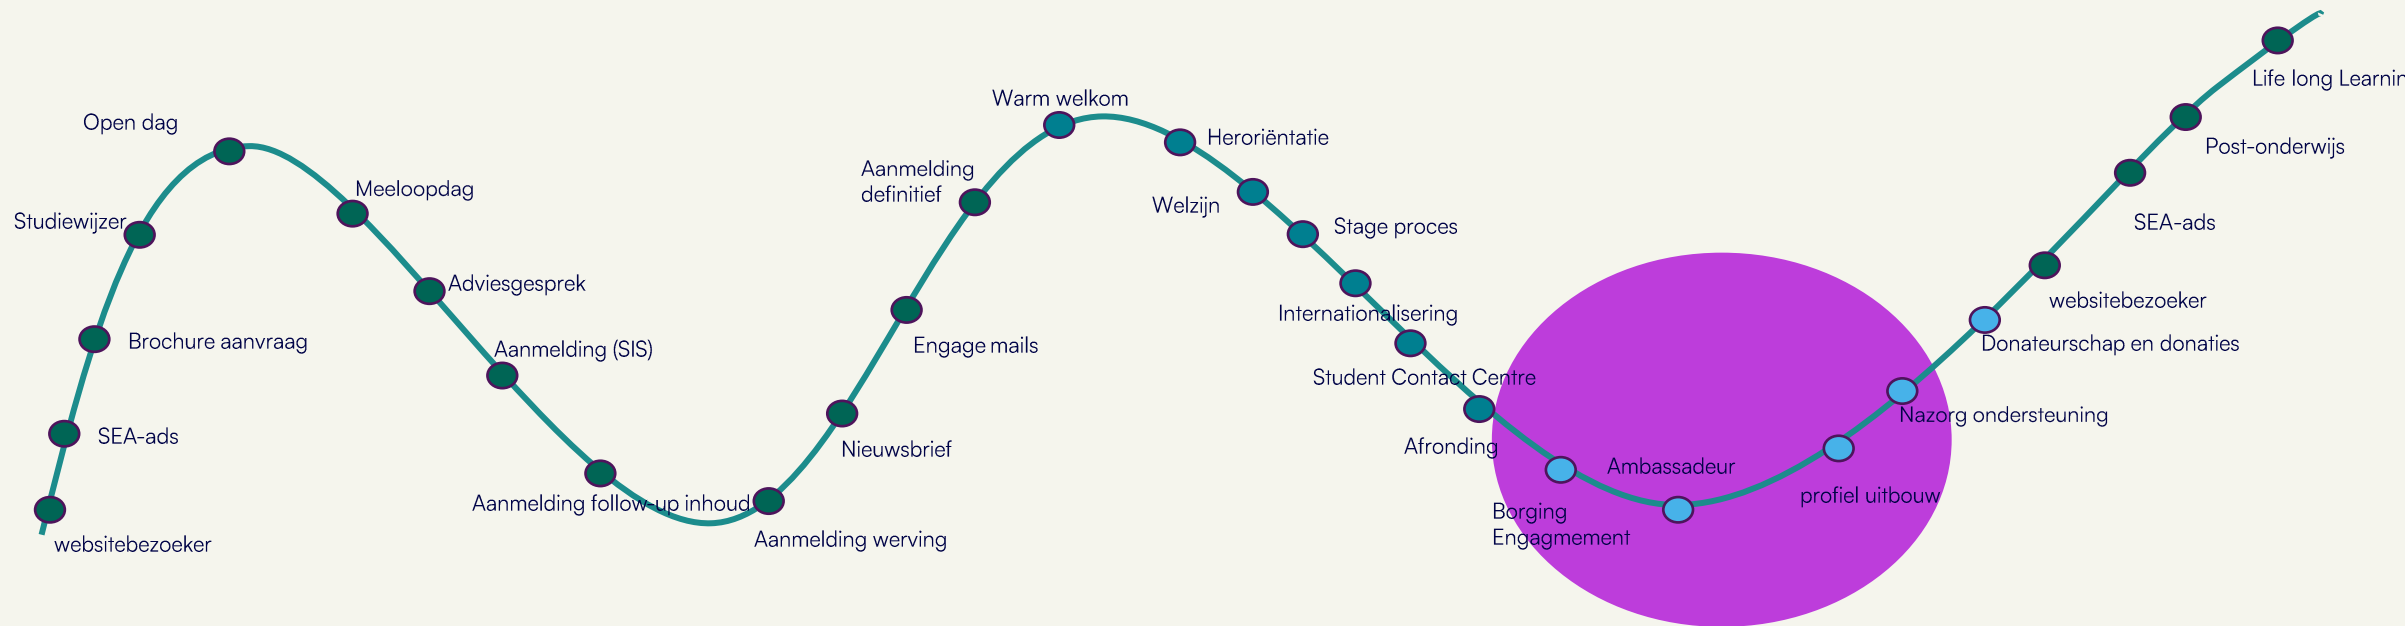 websitebezoeker
SEA-ads
Brochure aanvraag
Studiewijzer
Open dag
Meeloopdag
Adviesgesprek
Aanmelding (SIS)
Aanmelding follow-up inhoud
Aanmelding werving
Nieuwsbrief
Engage mails
Aanmelding
definitief
Warm welkom
Heroriëntatie
Welzijn
Stage proces
Internationalisering
Student Contact Centre
Afronding
Borging
Engagmement
Ambassadeur
profiel uitbouw
Nazorg ondersteuning
Donateurschap en donaties
websitebezoeker
SEA-ads
Post-onderwijs
Life long Learnin